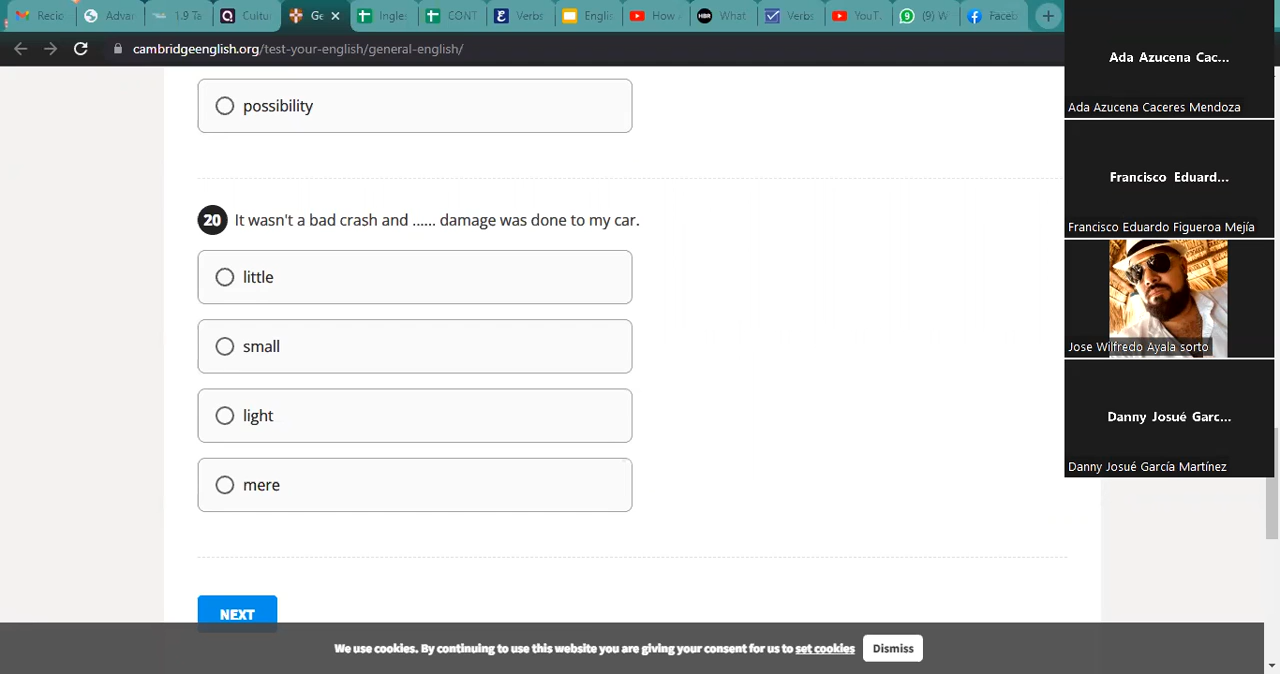 Recio
Advar
1.9 Ta
Cultur
Ge
Ingle
CONT
Verbs
Englis
How
What
Verbs
YouT
(9) W
Faceb
cambridgeenglish.org/test-your-english/general-english/
possibility
20 It wasn't a bad crash and ...... damage was done to my car.
little
small
light
mere
NEXT
We use cookies. By continuing to use this website you are giving your consent for us to set cookies
Dismiss
Ada Azucena Cac...
Ada Azucena Caceres Mendoza
Francisco Eduard...
Francisco Eduardo Figueroa Mejía
Jose Wilfredo Ayala sorto
Danny Josué Garc...
Danny Josué García Martínez